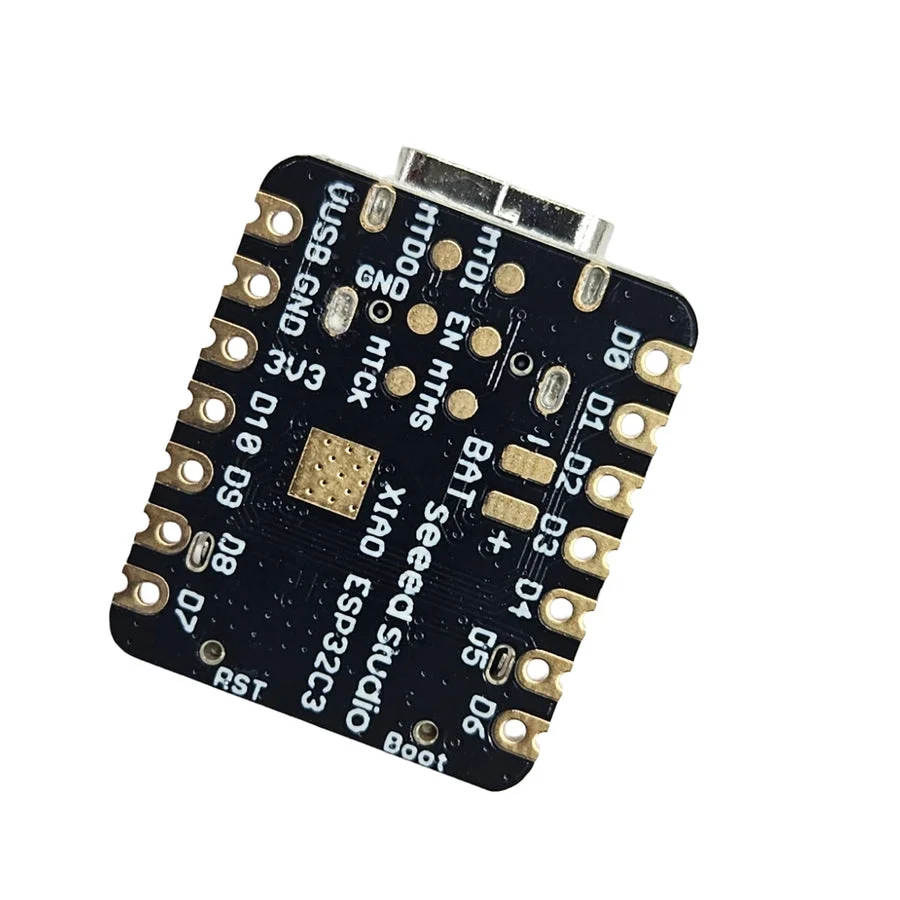 VUSB
GND
3V3
D10
D9
D8
D7
MTDO
MTDI
GND
EN
MTCK
MTMS
BAT
-
+
D0
D1
D2
D3
D4
D5
D6
seeed studio
XIAO ESP32C3
RST
Boot